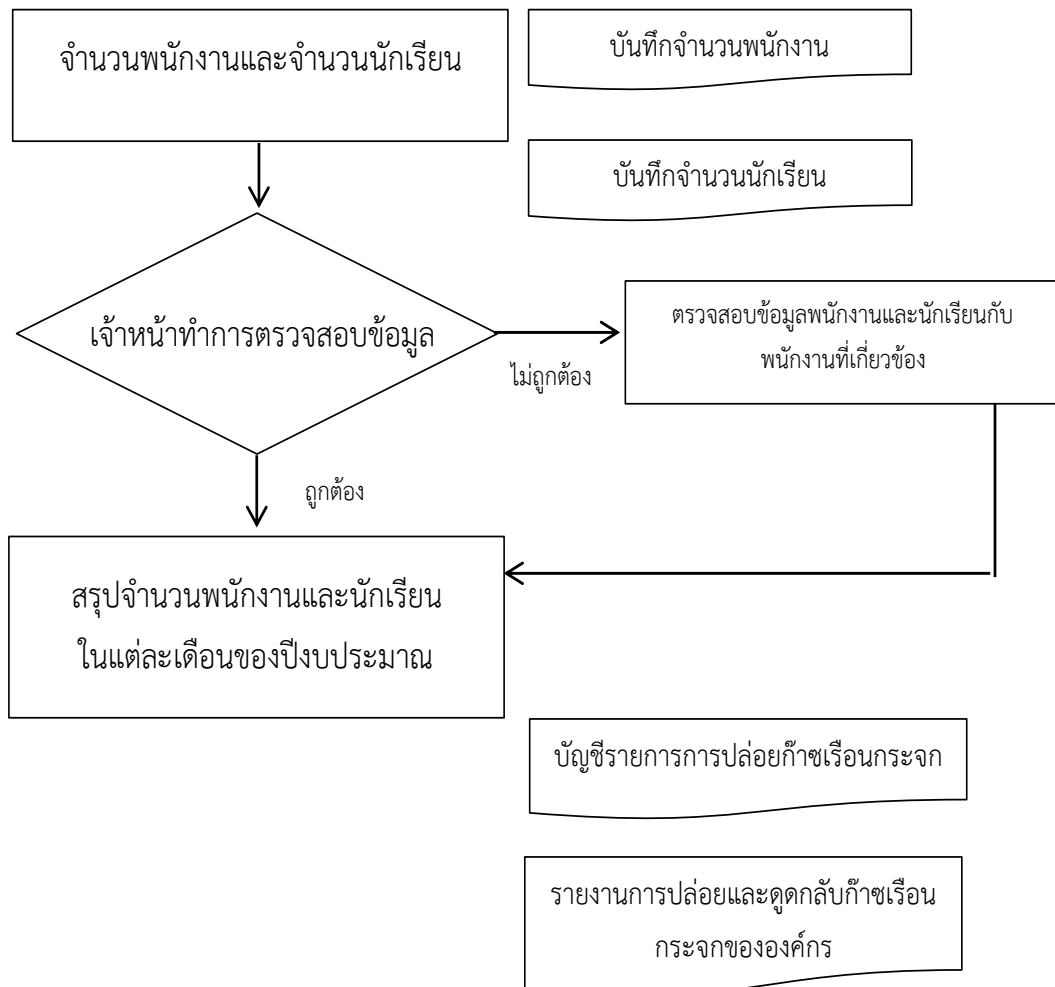 จำนวนพนักงานและจำนวนนักเรียน
บันทึกจำนวนพนักงาน
บันทึกจำนวนนักเรียน
เจ้าหน้าทำการตรวจสอบข้อมูล
ไม่ถูกต้อง
ตรวจสอบข้อมูลพนักงานและนักเรียนกับ
พนักงานที่เกี่ยวข้อง
ถูกต้อง
สรุปจำนวนพนักงานและนักเรียน
ในแต่ละเดือนของปีงบประมาณ
บัญชีรายการการปล่อยก๊าซเรือนกระจก
รายงานการปล่อยและดูดกลับก๊าซเรือน
กระจกขององค์กร